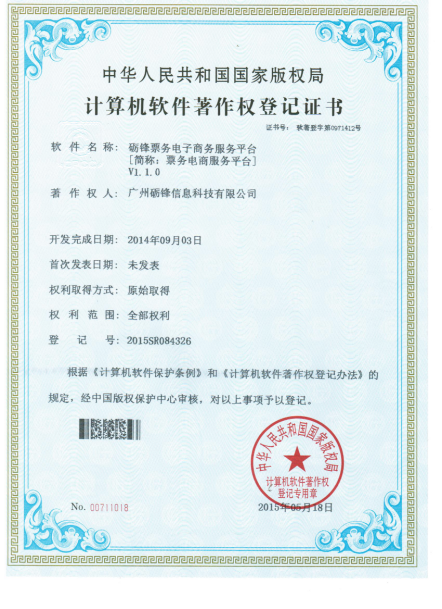 中华人民共和国国家版权局
计算机软件著作权登记证书
证书号： 软著登字第0971412号
软件名称： 砺锋票务电子商务服务平台
[简称：票务电商服务平台]
V1.1.0
著作权人： 广州砺锋信息科技有限公司
开发完成日期： 2014年09月03日
首次发表日期： 未发表
权利取得方式： 原始取得
权利范围： 全部权利
登记号： 2015SR084326
根据《计算机软件保护条例》和《计算机软件著作权登记办法》的
规定，经中国版权保护中心审核，对以上事项予以登记。
中华人民共和国国家版权局
计算机软件著作权
登记专用章
No. 00711018
2015年05月18日